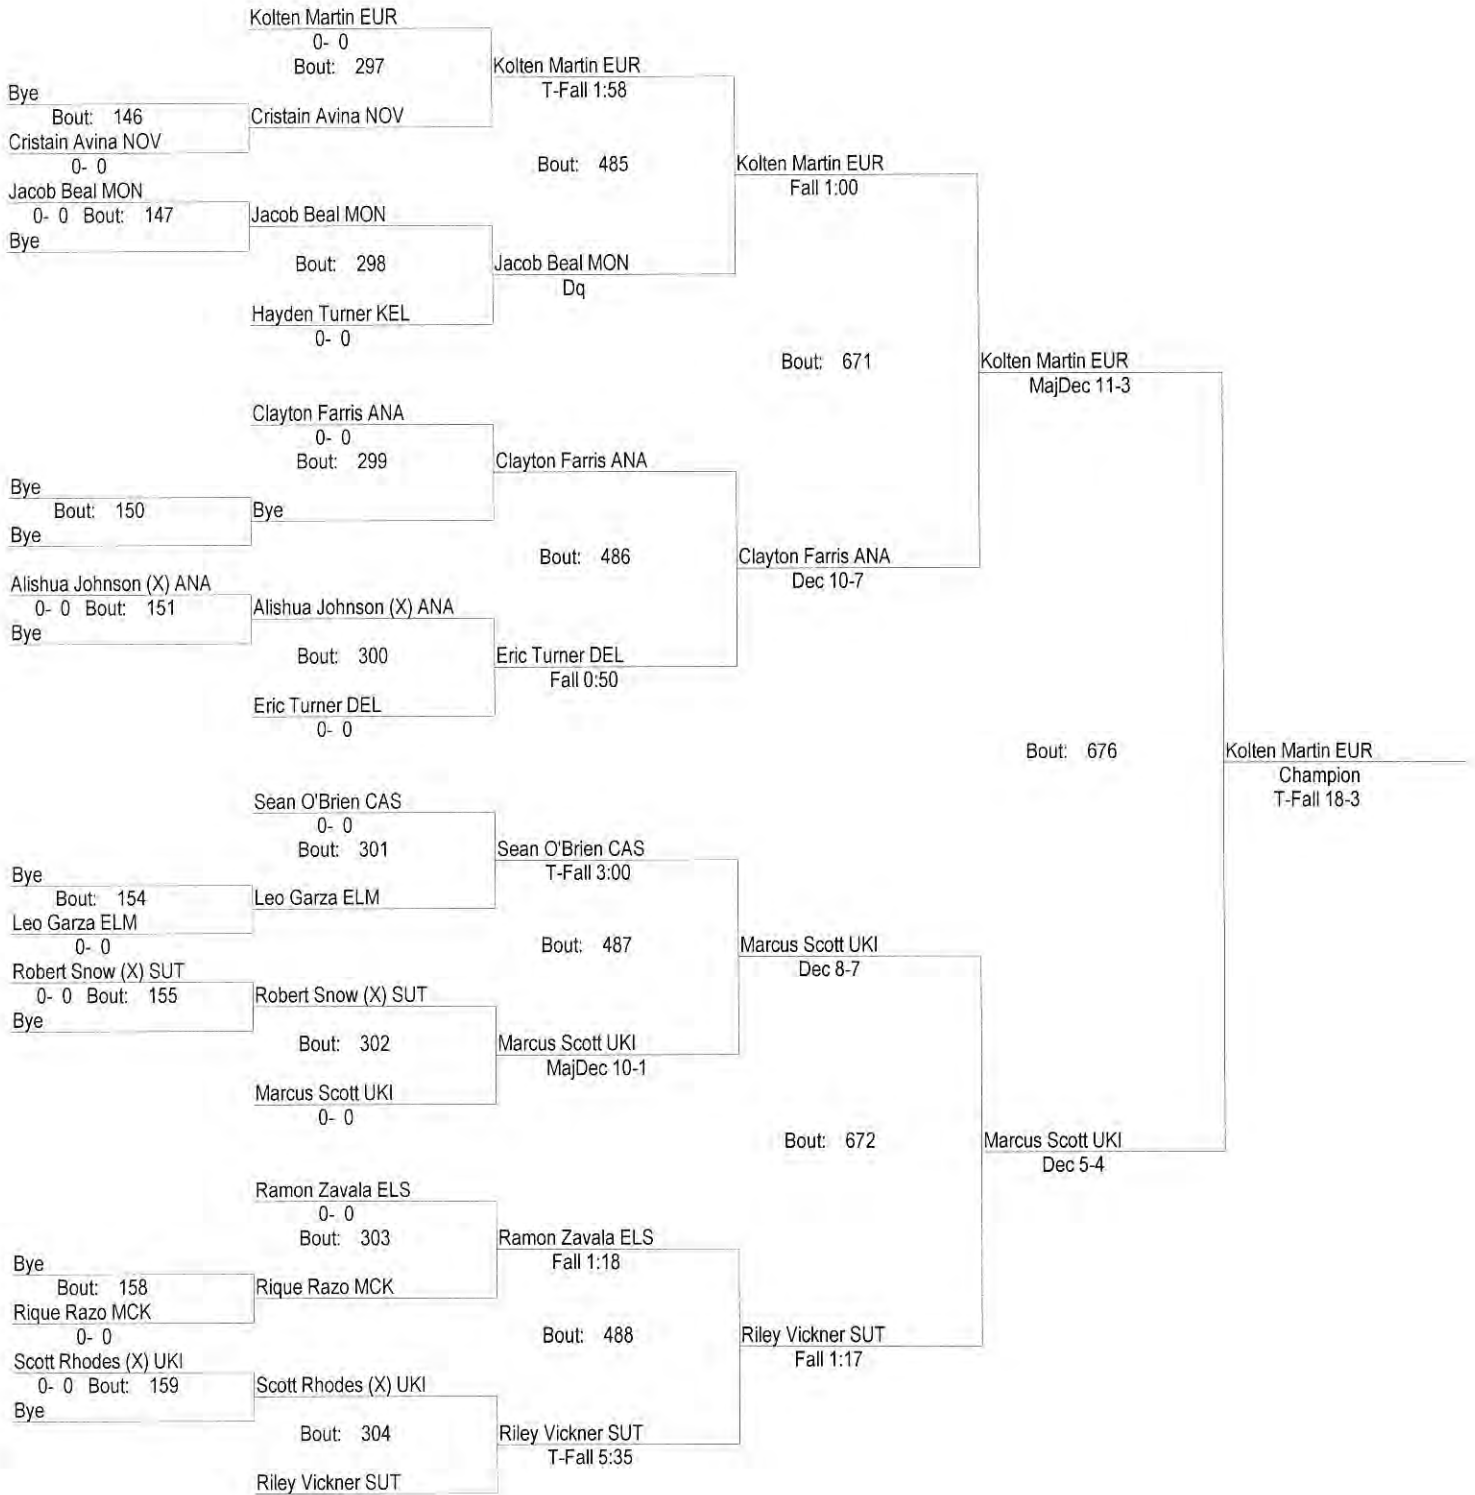 Kolten Martin EUR
0- 0
Bout: 297
Kolten Martin EUR
T-Fall 1:58
Bye
Bout: 146
Cristain Avina NOV
Cristain Avina NOV
0- 0
Bout: 485
Kolten Martin EUR
Fall 1:00
Jacob Beal MON
0- 0 Bout: 147
Jacob Beal MON
Bye
Bout: 298
Jacob Beal MON
Dq
Hayden Turner KEL
0- 0
Bout: 671
Kolten Martin EUR
MajDec 11-3
Clayton Farris ANA
0- 0
Bout: 299
Clayton Farris ANA
Bye
Bout: 150
Bye
Bye
Bout: 486
Clayton Farris ANA
Dec 10-7
Alishua Johnson (X) ANA
0- 0 Bout: 151
Alishua Johnson (X) ANA
Bye
Bout: 300
Eric Turner DEL
Fall 0:50
Eric Turner DEL
0- 0
Bout: 676
Kolten Martin EUR
Champion
T-Fall 18-3
Sean O'Brien CAS
0- 0
Bout: 301
Sean O'Brien CAS
T-Fall 3:00
Bye
Bout: 154
Leo Garza ELM
Leo Garza ELM
0- 0
Bout: 487
Marcus Scott UKI
Dec 8-7
Robert Snow (X) SUT
0- 0 Bout: 155
Robert Snow (X) SUT
Bye
Bout: 302
Marcus Scott UKI
MajDec 10-1
Marcus Scott UKI
0- 0
Bout: 672
Marcus Scott UKI
Dec 5-4
Ramon Zavala ELS
0- 0
Bout: 303
Ramon Zavala ELS
Fall 1:18
Bye
Bout: 158
Rique Razo MCK
Rique Razo MCK
0- 0
Bout: 488
Riley Vickner SUT
Fall 1:17
Scott Rhodes (X) UKI
0- 0 Bout: 159
Scott Rhodes (X) UKI
Bye
Bout: 304
Riley Vickner SUT
T-Fall 5:35
Riley Vickner SUT